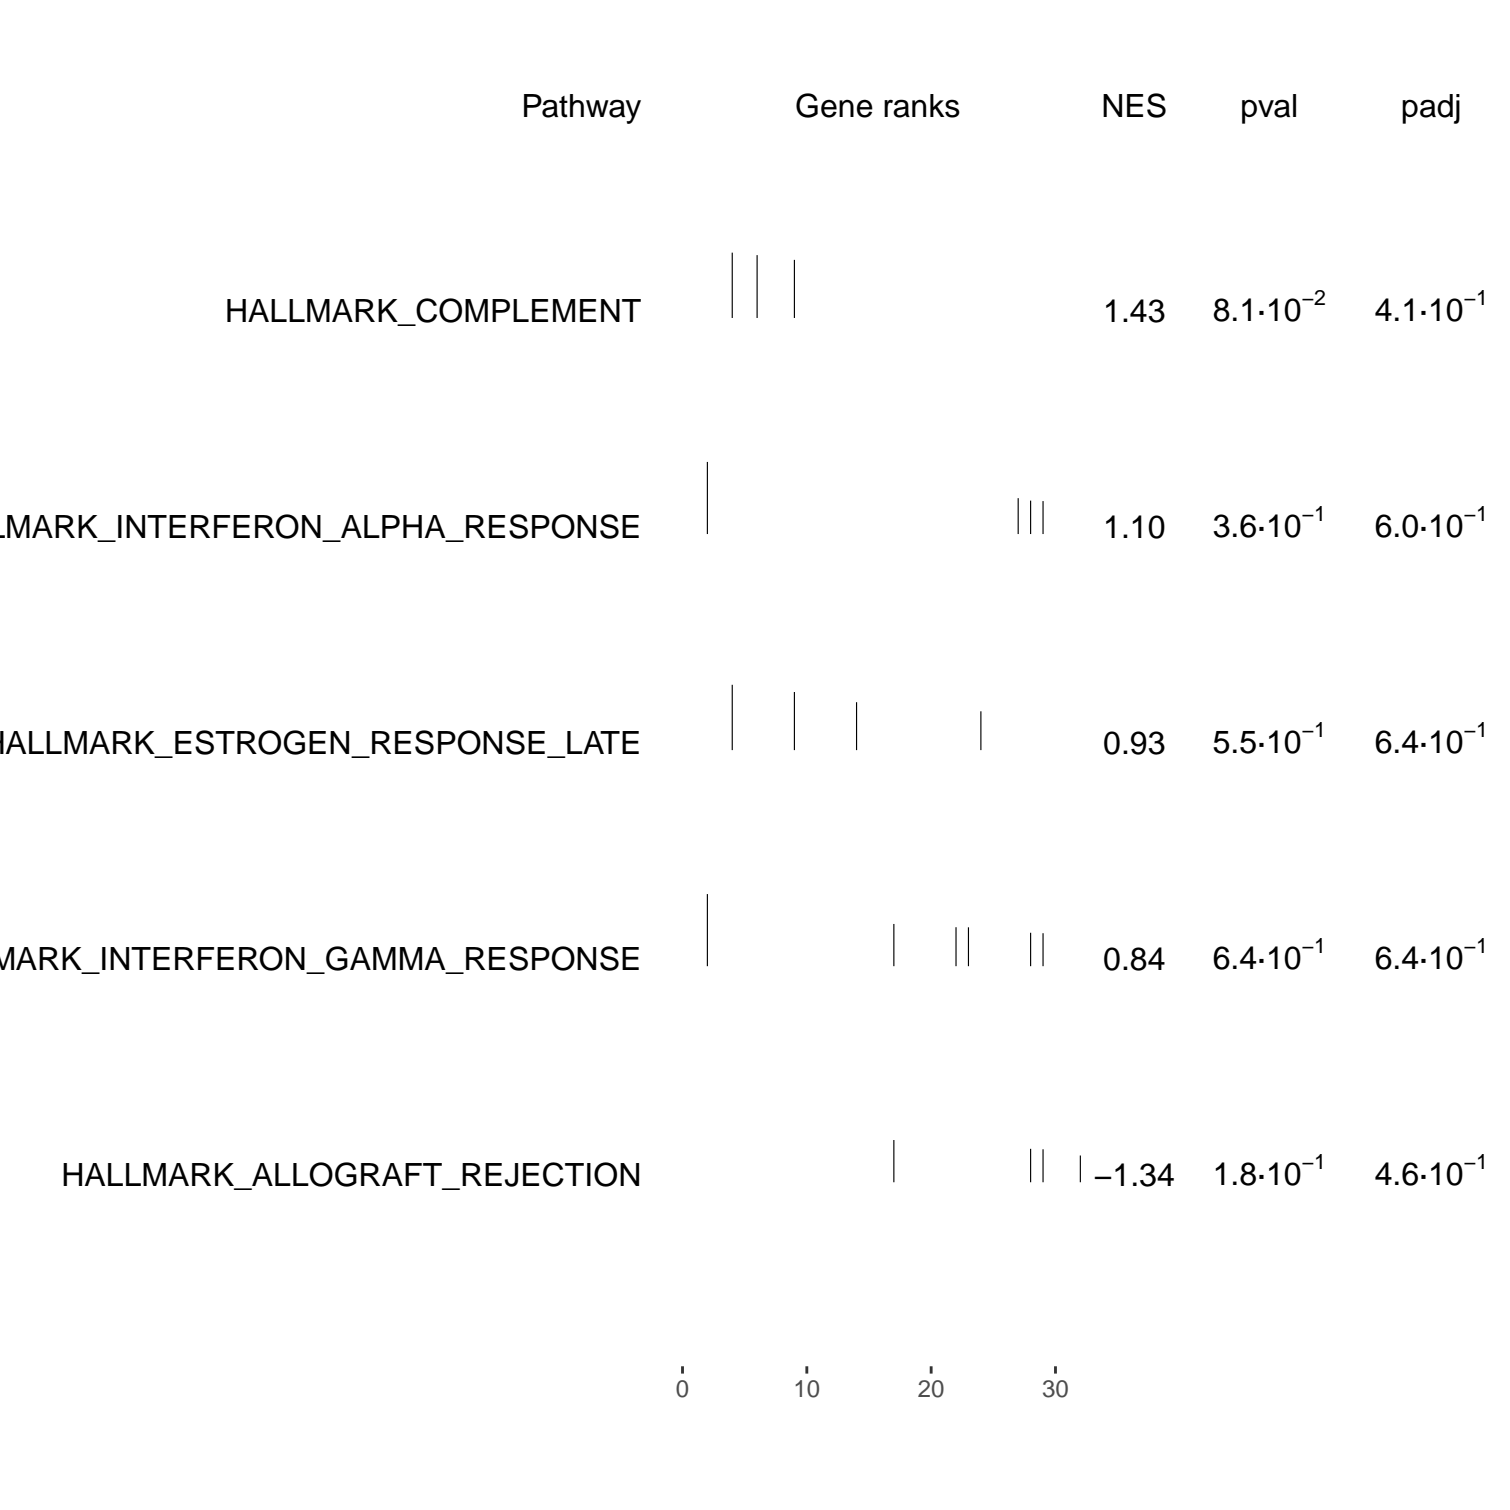 Pathway Gene ranks NES pval padj
HALLMARK_COMPLEMENT 1.43 8.1·10⁻² 4.1·10⁻¹
LMARK_INTERFERON_ALPHA_RESPONSE 1.10 3.6·10⁻¹ 6.0·10⁻¹
HALLMARK_ESTROGEN_RESPONSE_LATE 0.93 5.5·10⁻¹ 6.4·10⁻¹
MARK_INTERFERON_GAMMA_RESPONSE 0.84 6.4·10⁻¹ 6.4·10⁻¹
HALLMARK_ALLOGRAFT_REJECTION −1.34 1.8·10⁻¹ 4.6·10⁻¹
0 10 20 30